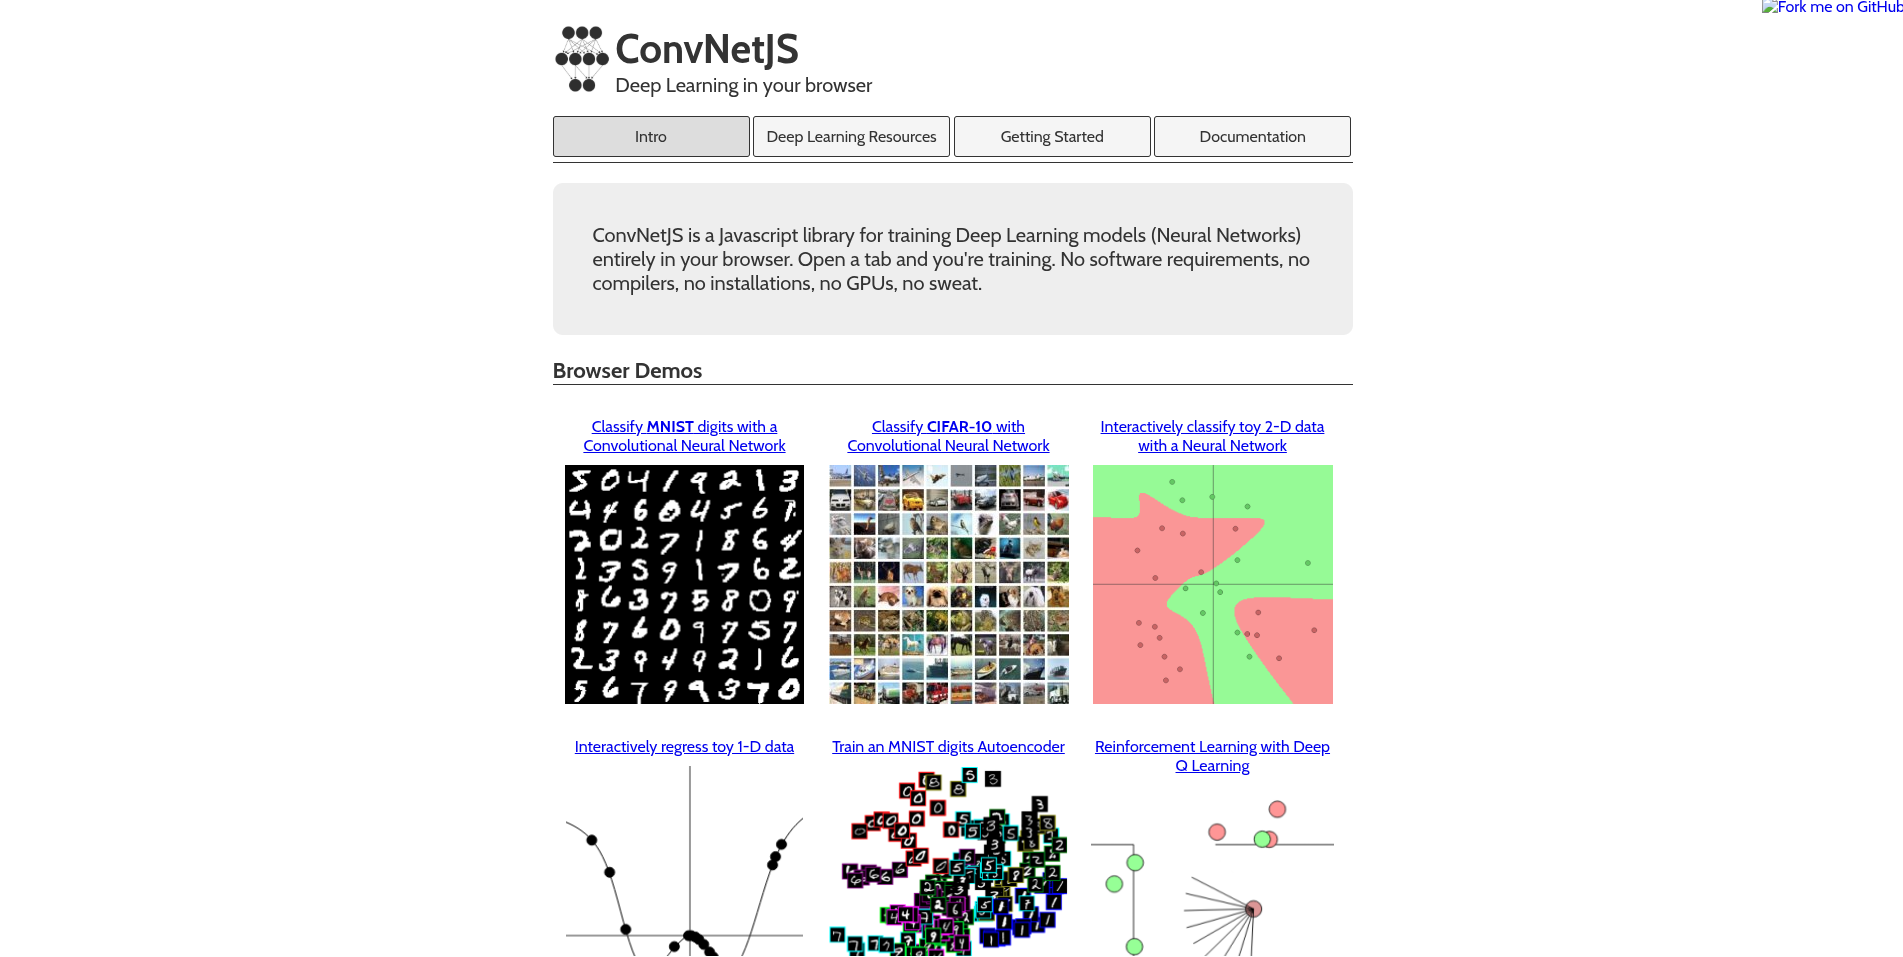 Fork me on GitHub
ConvNetJS
Deep Learning in your browser
Intro
Deep Learning Resources
Getting Started
Documentation
ConvNetJS is a Javascript library for training Deep Learning models (Neural Networks)
entirely in your browser. Open a tab and you're training. No software requirements, no
compilers, no installations, no GPUs, no sweat.
Browser Demos
Classify MNIST digits with a
Convolutional Neural Network
Classify CIFAR-10 with
Convolutional Neural Network
Interactively classify toy 2-D data
with a Neural Network
5 0 4 1 9 2 1 3
4 4 6 0 4 5 6 1
2 0 2 7 1 8 6 4
1 3 5 9 1 7 6 2
8 6 3 7 5 8 0 9
8 7 6 0 9 7 5 7
2 3 9 4 9 2 1 6
5 6 7 9 9 3 7 0
Interactively regress toy 1-D data
Train an MNIST digits Autoencoder
Reinforcement Learning with Deep
Q Learning